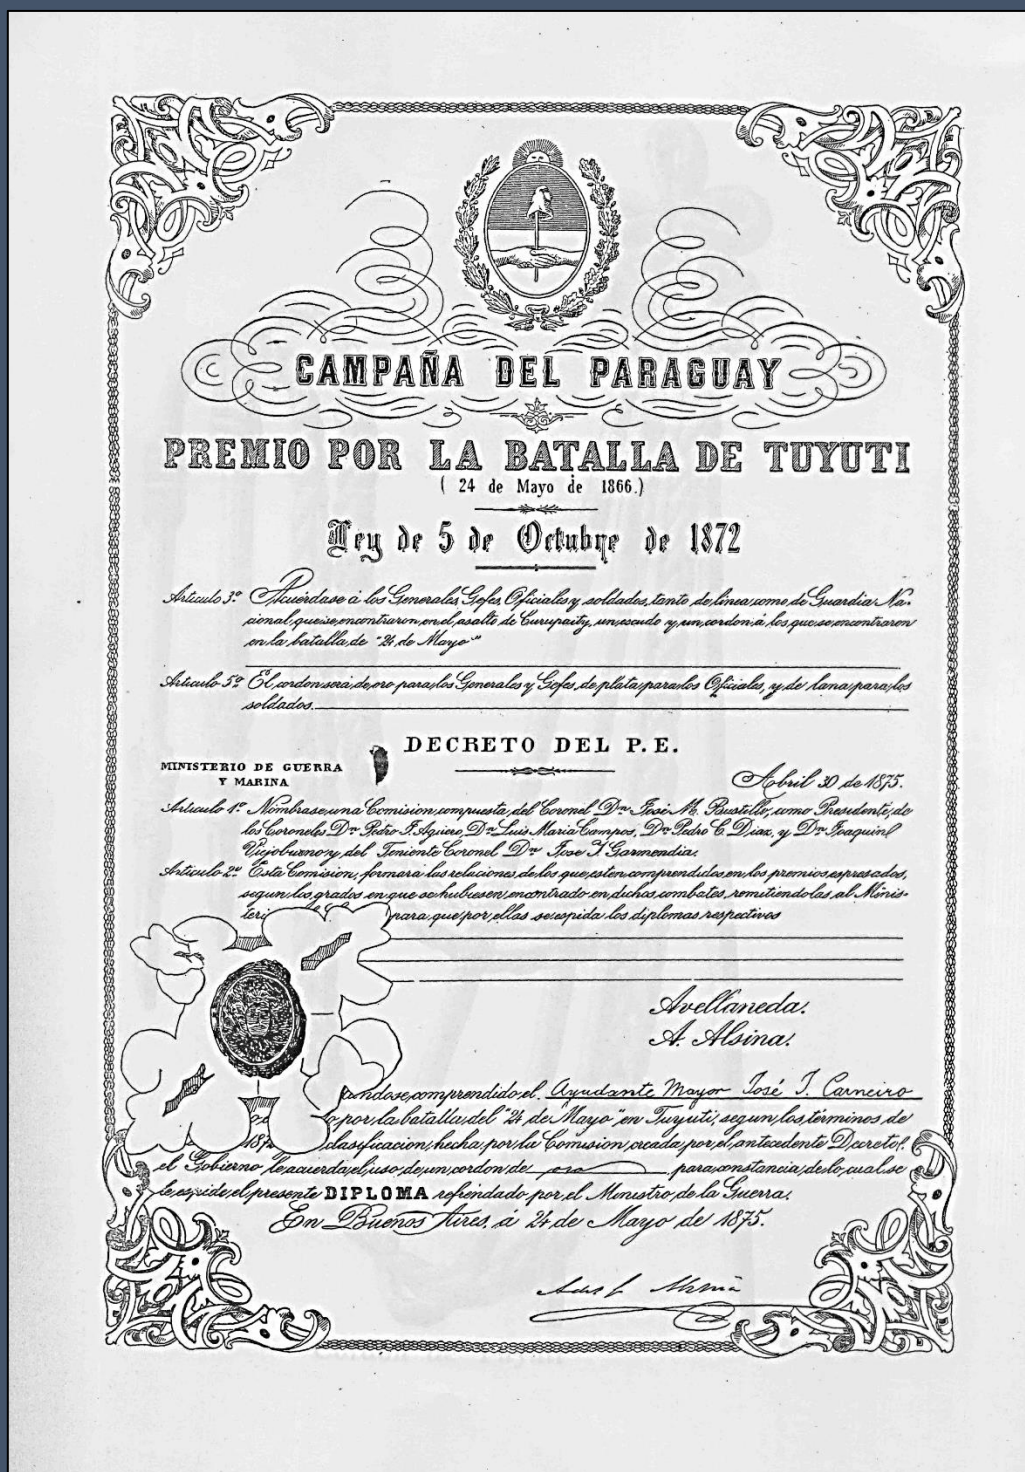 CAMPAÑA DEL PARAGUAY
PREMIO POR LA BATALLA DE TUYUTI
( 24 de Mayo de 1866.)
Ley de 5 de Octubre de 1872
Articulo 3º Acuérdase á los Generales, Gefes, Oficiales y soldados, tanto de linea como de Guardia Na-
cional, que se encontraron en el asalto de Curupaity, un escudo y un cordon á los que se encontraron
en la batalla de "24 de Mayo"
Articulo 5º El cordon será de oro para los Generales y Gefes, de plata para los Oficiales, y de lana para los
soldados.
DECRETO DEL P. E.
MINISTERIO DE GUERRA
Y MARINA
Abril 30 de 1875.
Articulo 1º Nómbrase una Comision compuesta del Coronel Dn José M. Bustillo, como Presidente, de
los Coroneles Dn Pedro J. Agüero, Dn Luis Maria Campos, Dn Pedro C. Diaz, y Dn Joaquin
y del Teniente Coronel Dn Jose I. Garmendia.
Articulo 2º Esta Comision, formará las relaciones de los que esten comprendidos en los premios espresados,
segun los grados en que se hubiesen encontrado en dichos combates, remitiendolas al Minis-
teri para que por ellas se espida los diplomas respectivos
Avellaneda.
A. Alsina.
andose comprendido el Ayudante Mayor José I. Carneiro
por la batalla del "24 de Mayo" en Tuyuti, segun los términos de
187 clasificacion hecha por la Comision creada por el antecedente Decreto;
el Gobierno le acuerda el uso de un cordon de oro para constancia de lo cual se
le espide el presente DIPLOMA refrendado por el Ministro de la Guerra.
En Buenos Aires, á 24 de Mayo de 1875.